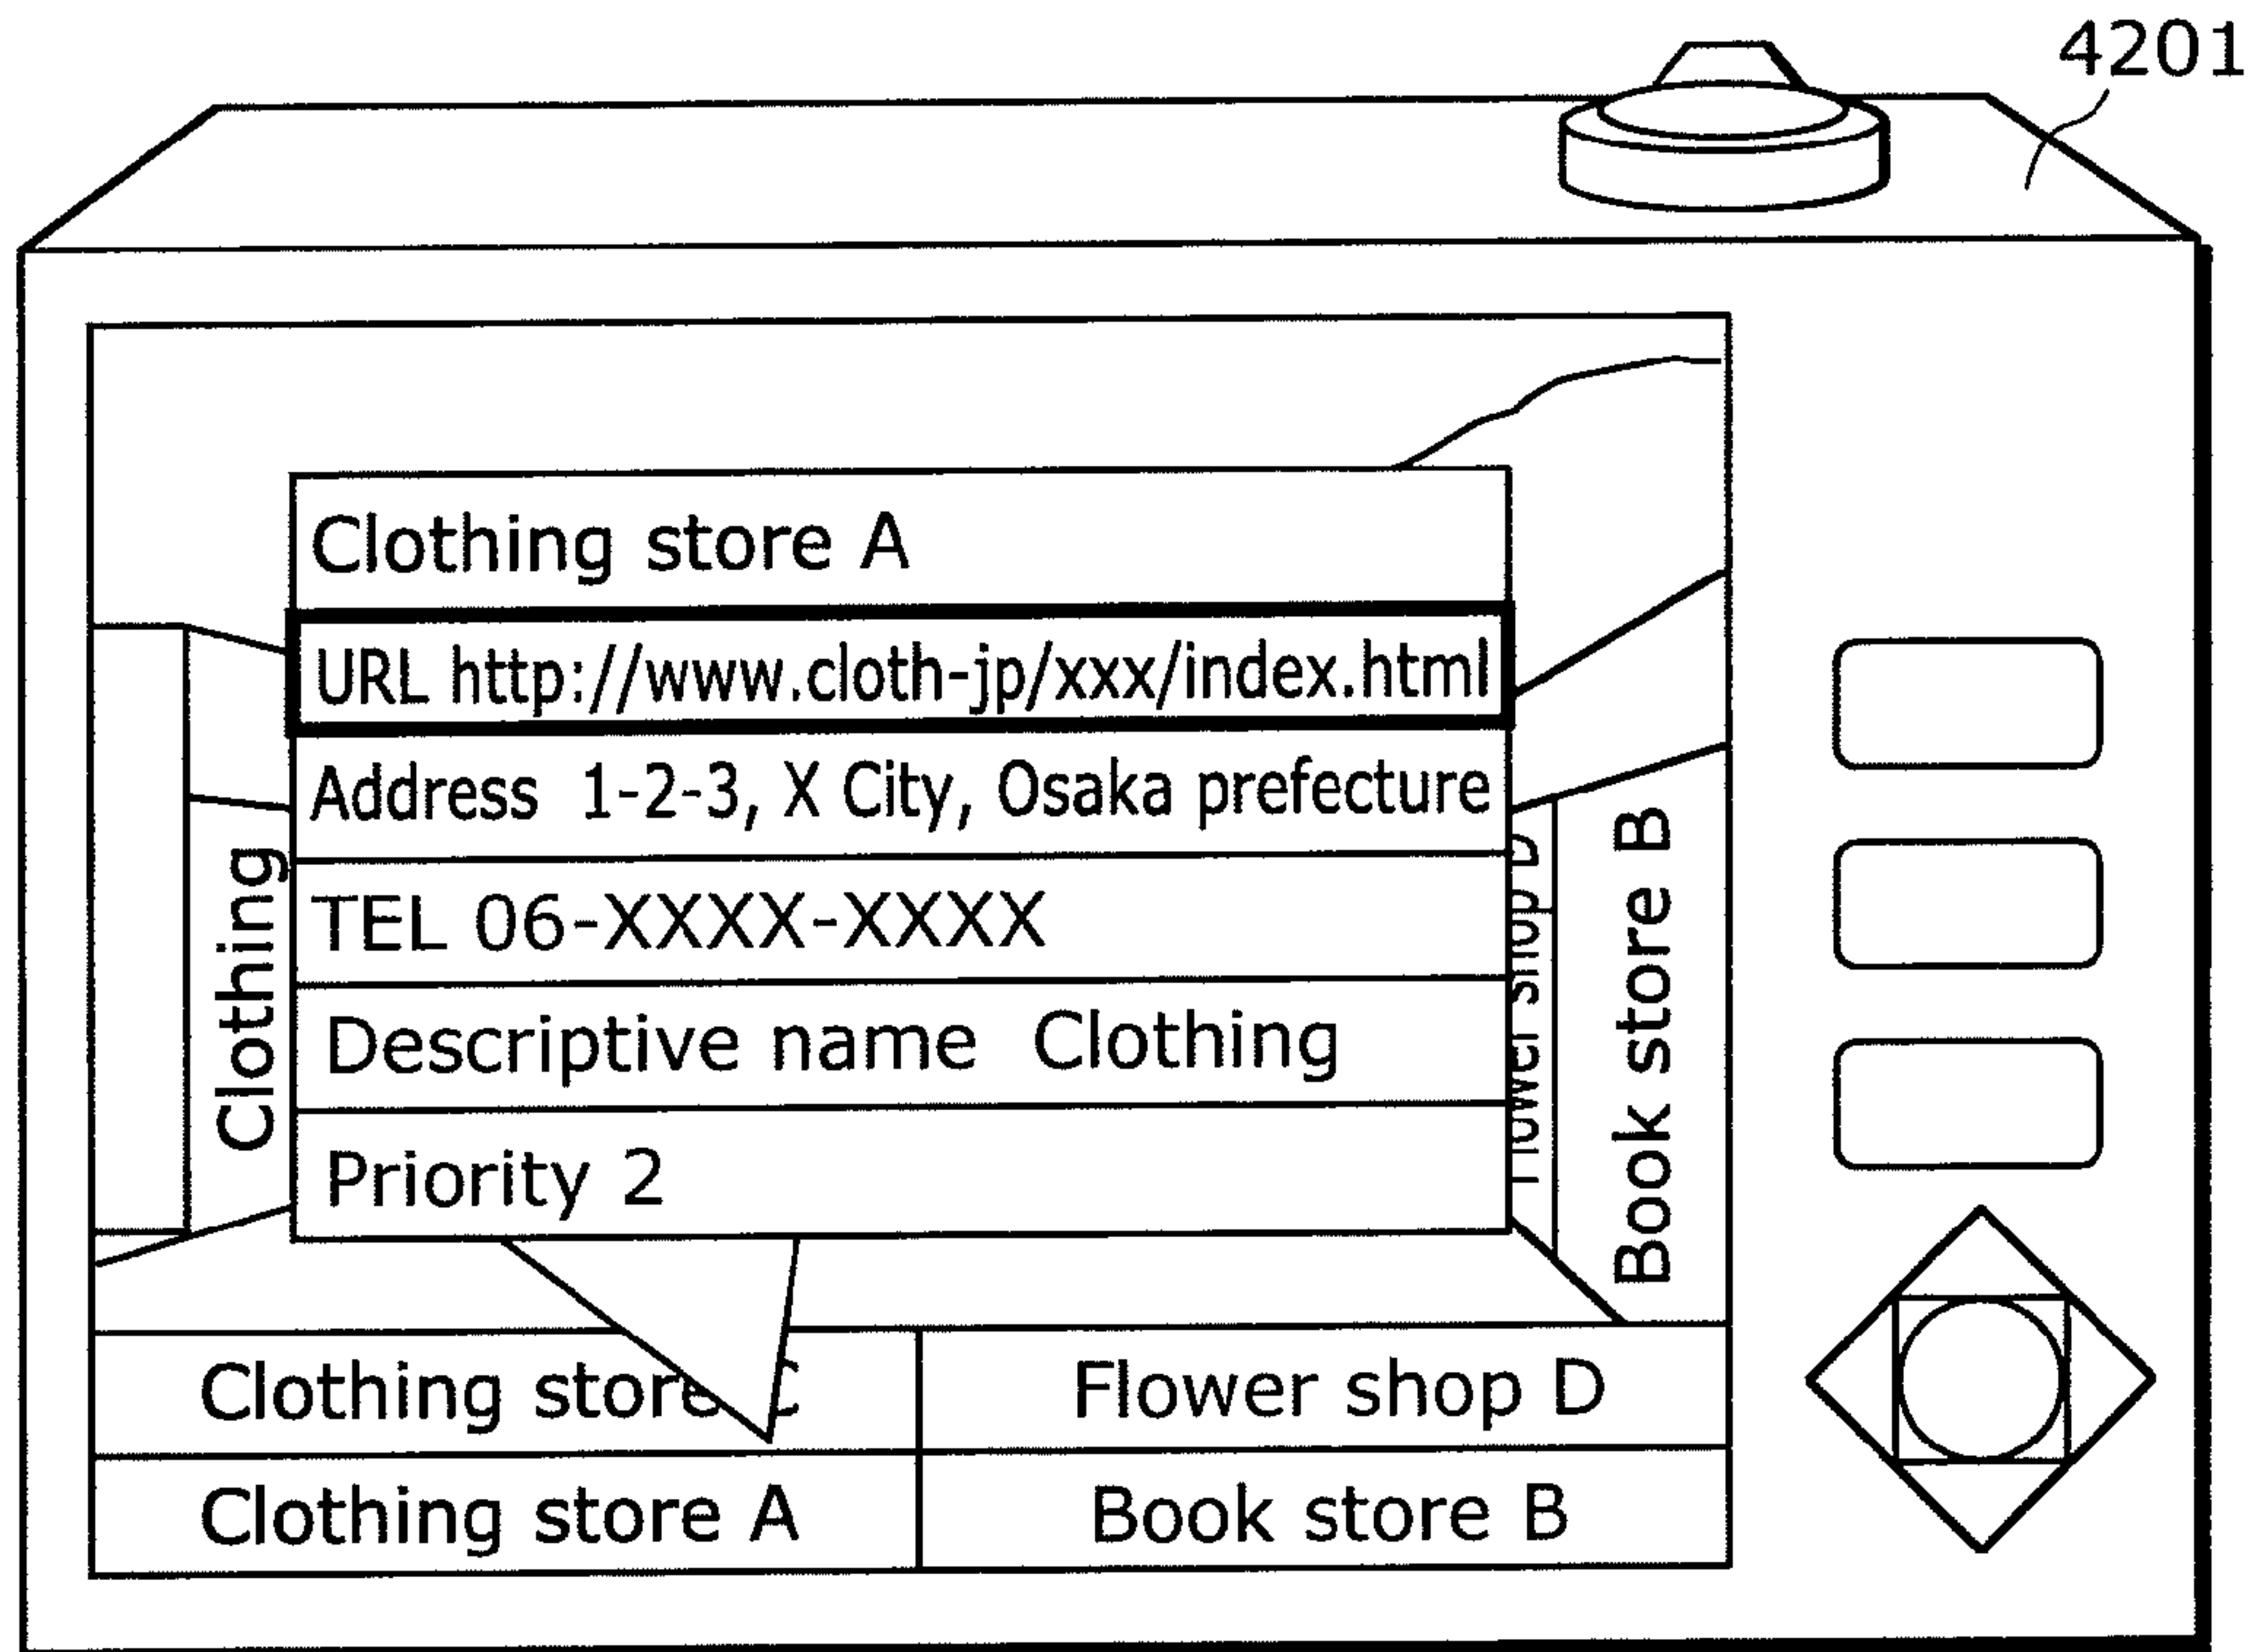 4201
Clothing store A
URL http://www.cloth-jp/xxx/index.html
Address 1-2-3, X City, Osaka prefecture
TEL 06-XXXX-XXXX
Descriptive name Clothing
Priority 2
Clothing
Flower shop D
Book store B
Clothing store C
Flower shop D
Clothing store A
Book store B